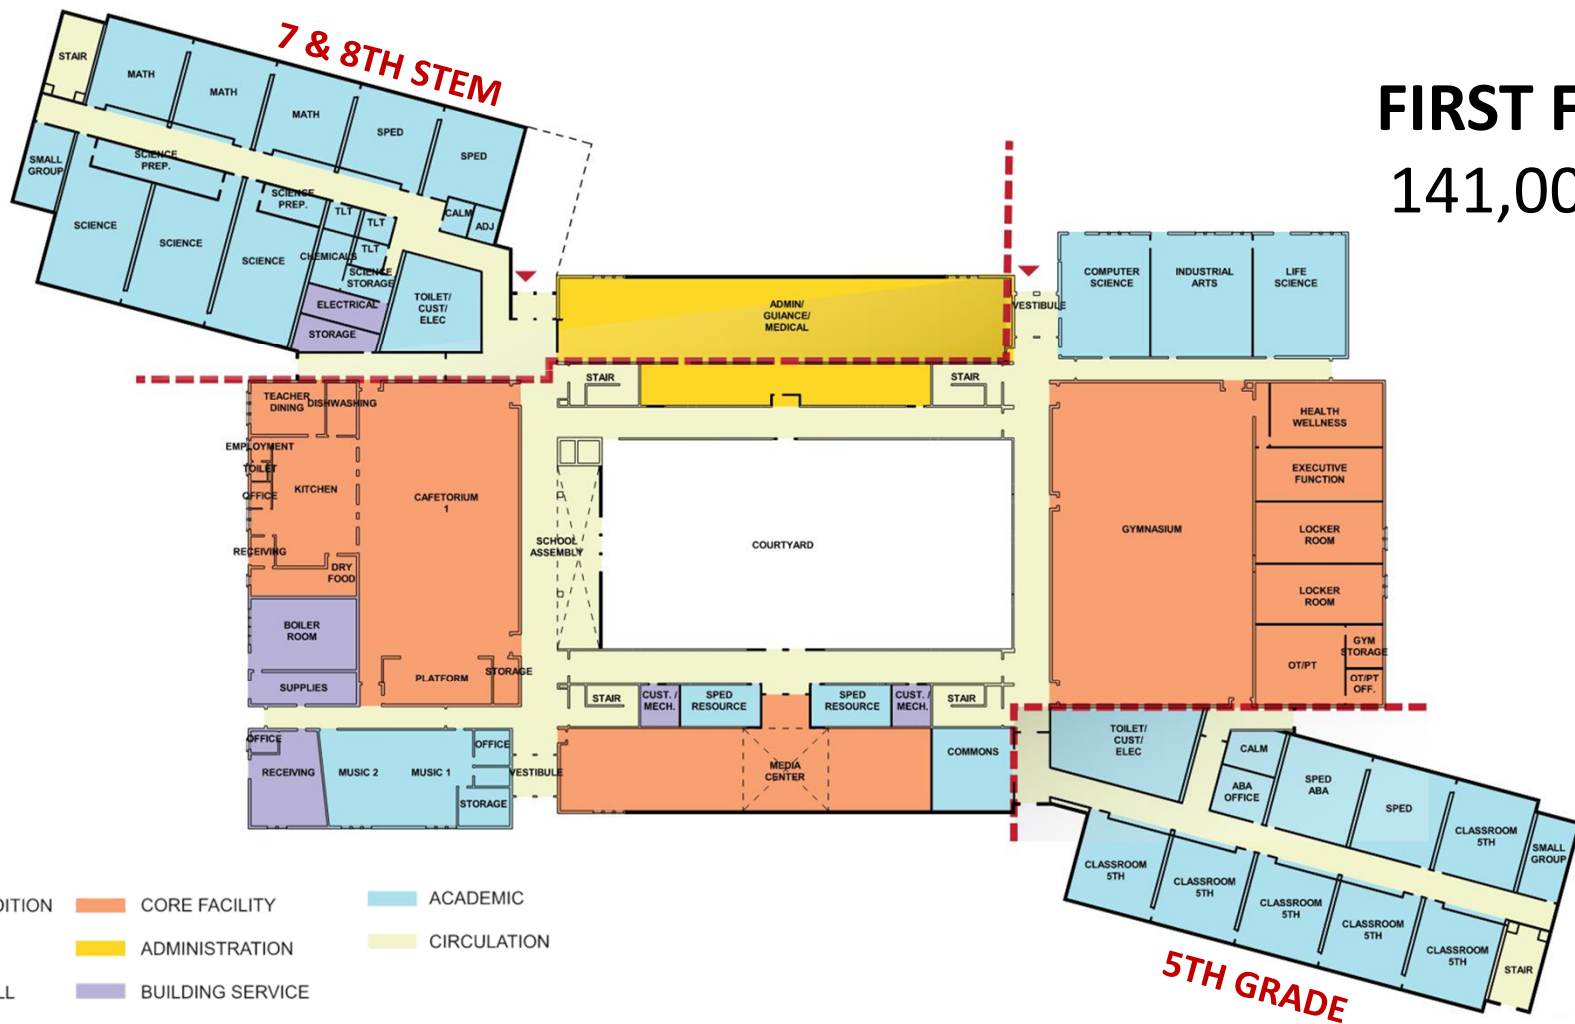 7 & 8TH STEM
FIRST F
141,00
STAIR
MATH
MATH
MATH
SPED
SPED
SMALL
GROUP
SCIENCE
PREP.
SCIENCE
PREP.
TLT
TLT
TLT
CALM
ADJ
SCIENCE
SCIENCE
SCIENCE
CHEMICALS
SCIENCE
STORAGE
ELECTRICAL
STORAGE
TOILET/
CUST/
ELEC
ADMIN/
GUIANCE/
MEDICAL
VESTIBULE
COMPUTER
SCIENCE
INDUSTRIAL
ARTS
LIFE
SCIENCE
STAIR
STAIR
TEACHER
DINING
DISHWASHING
EMPLOYMENT
TOILET
OFFICE
KITCHEN
RECEIVING
DRY
FOOD
CAFETORIUM
1
SCHOOL
ASSEMBLY
COURTYARD
GYMNASIUM
HEALTH
WELLNESS
EXECUTIVE
FUNCTION
LOCKER
ROOM
LOCKER
ROOM
GYM
STORAGE
OT/PT
OT/PT
OFF.
BOILER
ROOM
SUPPLIES
PLATFORM
STORAGE
STAIR
CUST. /
MECH.
SPED
RESOURCE
SPED
RESOURCE
CUST. /
MECH.
STAIR
OFFICE
RECEIVING
MUSIC 2
MUSIC 1
OFFICE
STORAGE
VESTIBULE
MEDIA
CENTER
COMMONS
TOILET/
CUST/
ELEC
CALM
ABA
OFFICE
SPED
ABA
SPED
CLASSROOM
5TH
SMALL
GROUP
CLASSROOM
5TH
CLASSROOM
5TH
CLASSROOM
5TH
CLASSROOM
5TH
CLASSROOM
5TH
STAIR
5TH GRADE
DITION
CORE FACILITY
ACADEMIC
ADMINISTRATION
CIRCULATION
LL
BUILDING SERVICE